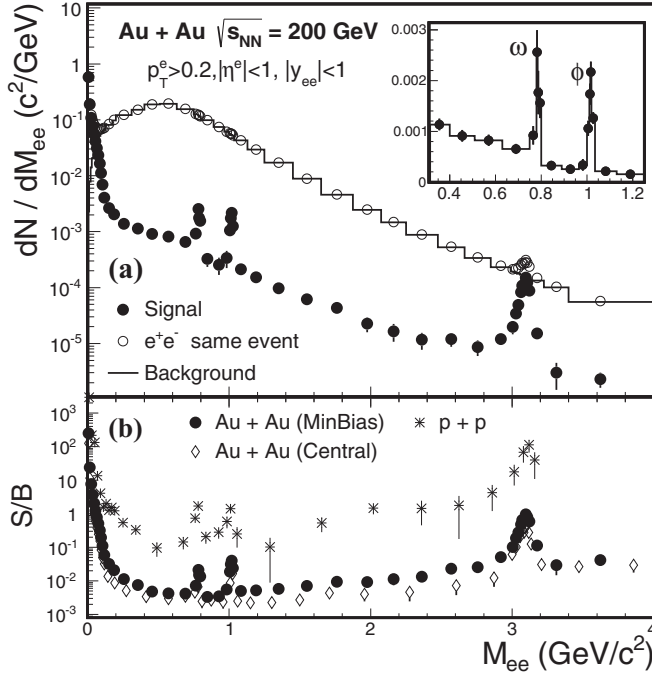 Au + Au √s_NN = 200 GeV
p_T^e>0.2,|η^e|<1, |y_ee|<1
dN / dM_ee (c²/GeV)
10
1
10⁻¹
10⁻²
10⁻³
10⁻⁴
10⁻⁵
0.003
0.002
0.001
0
ω
ϕ
0.4 0.6 0.8 1 1.2
(a)
Signal
e⁺e⁻ same event
Background
(b)
Au + Au (MinBias)
p + p
Au + Au (Central)
S/B
10³
10²
10
1
10⁻¹
10⁻²
10⁻³
0 1 2 3 4
M_ee (GeV/c²)